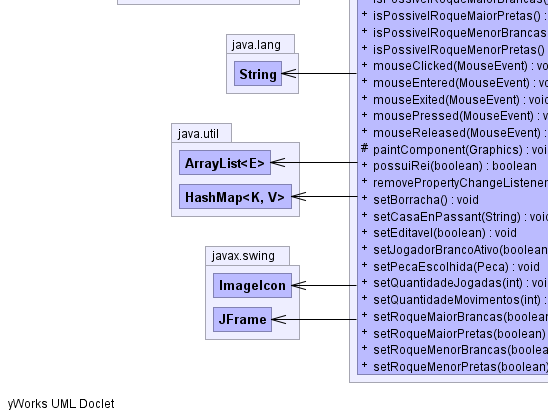 isPossivelRoqueMaiorPretas() :
isPossivelRoqueMenorBrancas
isPossivelRoqueMenorPretas()
java.lang
+ mouseClicked(MouseEvent) : vo
String
+ mouseEntered(MouseEvent) : v
+ mouseExited(MouseEvent) : void
+ mousePressed(MouseEvent) : v
java.util
+ mouseReleased(MouseEvent) :
# paintComponent(Graphics) : voi
ArrayList<E>
+ possuiRei(boolean) : boolean
+ removePropertyChangeListener
HashMap<K, V>
+ setBorracha() : void
+ setCasaEnPassant(String) : voi
+ setEditavel(boolean) : void
javax.swing
+ setJogadorBrancoAtivo(boolean
+ setPecaEscolhida(Peca) : void
ImageIcon
+ setQuantidadeJogadas(int) : voi
+ setQuantidadeMovimentos(int) :
JFrame
+ setRoqueMaiorBrancas(boolean
+ setRoqueMaiorPretas(boolean)
+ setRoqueMenorBrancas(boolea
+ setRoqueMenorPretas(boolean)
yWorks UML Doclet